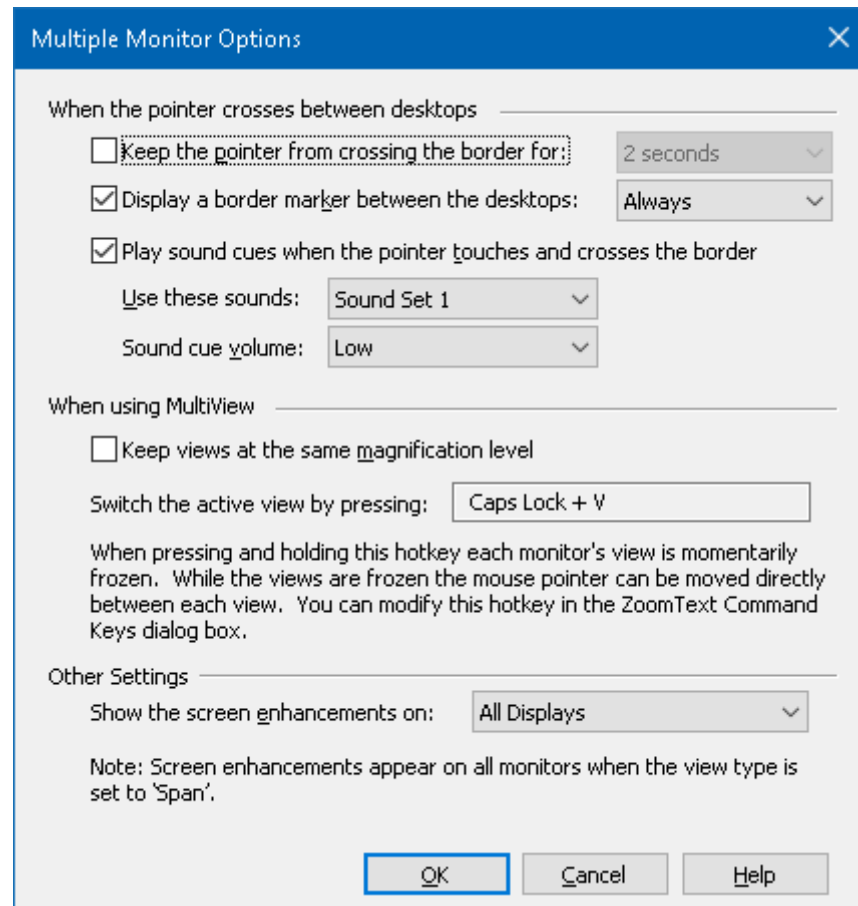 Multiple Monitor Options
When the pointer crosses between desktops
Keep the pointer from crossing the border for: 2 seconds
Display a border marker between the desktops: Always
Play sound cues when the pointer touches and crosses the border
Use these sounds: Sound Set 1
Sound cue volume: Low
When using MultiView
Keep views at the same magnification level
Switch the active view by pressing: Caps Lock + V
When pressing and holding this hotkey each monitor's view is momentarily
frozen.  While the views are frozen the mouse pointer can be moved directly
between each view.  You can modify this hotkey in the ZoomText Command
Keys dialog box.
Other Settings
Show the screen enhancements on: All Displays
Note: Screen enhancements appear on all monitors when the view type is
set to 'Span'.
OK Cancel Help